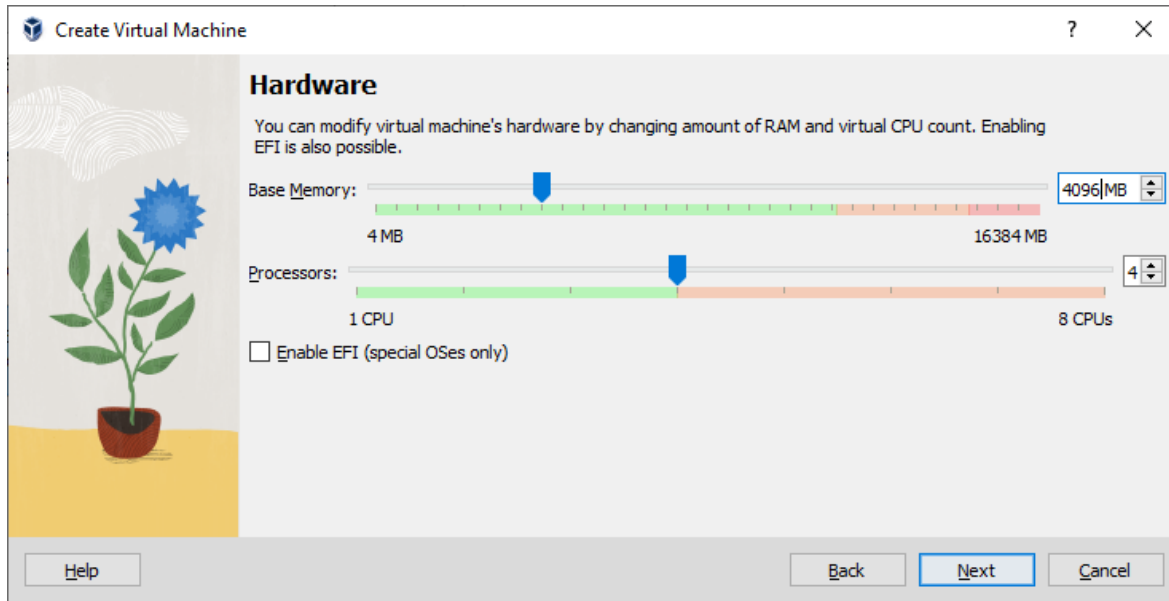 Create Virtual Machine ?
Hardware
You can modify virtual machine's hardware by changing amount of RAM and virtual CPU count. Enabling
EFI is also possible.
Base Memory: 4096 MB
4 MB 16384 MB
Processors: 4
1 CPU 8 CPUs
Enable EFI (special OSes only)
Help Back Next Cancel